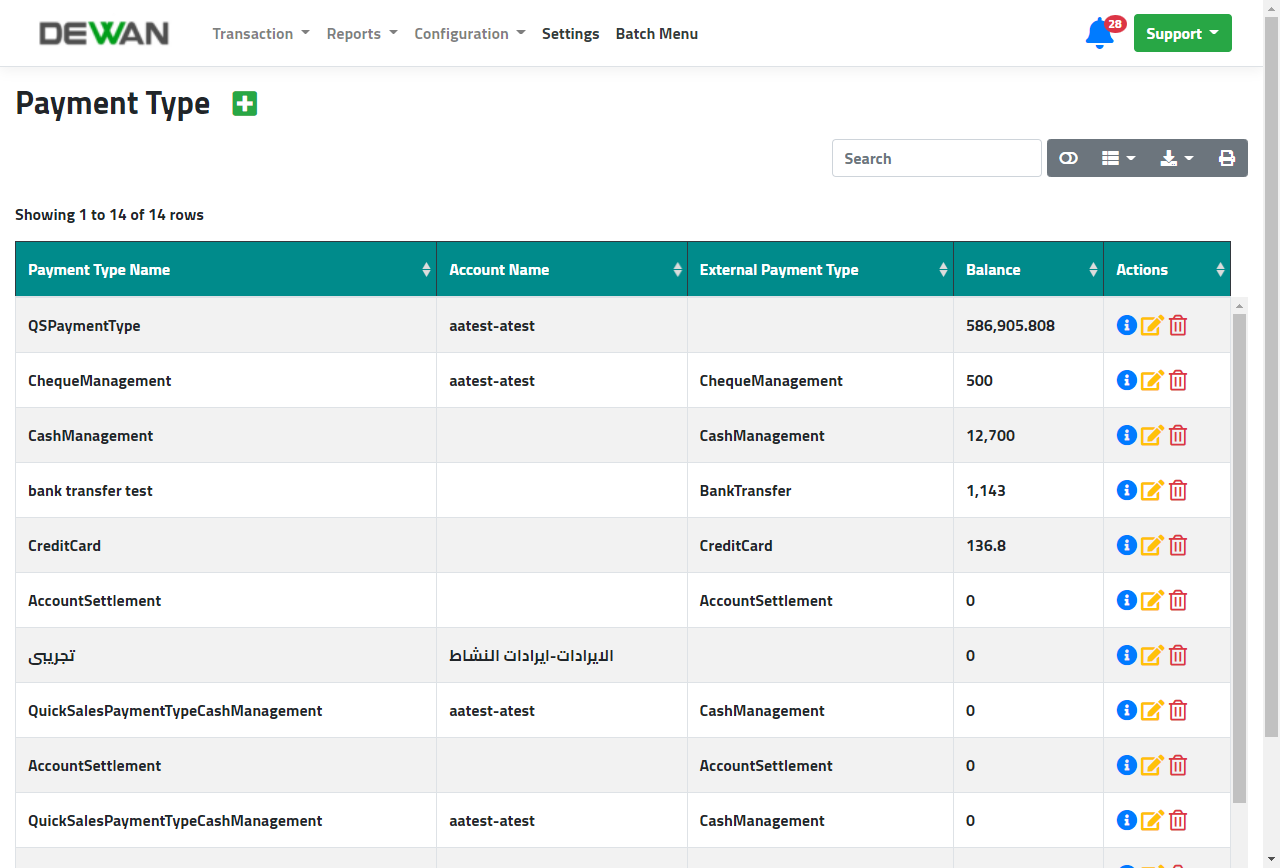 DEWAN
Transaction Reports Configuration Settings Batch Menu 28 Support
Payment Type
Search
Showing 1 to 14 of 14 rows
Payment Type Name Account Name External Payment Type Balance Actions
QSPaymentType aatest-atest 586,905.808
ChequeManagement aatest-atest ChequeManagement 500
CashManagement CashManagement 12,700
bank transfer test BankTransfer 1,143
CreditCard CreditCard 136.8
AccountSettlement AccountSettlement 0
تجريبى الايرادات-ايرادات النشاط 0
QuickSalesPaymentTypeCashManagement aatest-atest CashManagement 0
AccountSettlement AccountSettlement 0
QuickSalesPaymentTypeCashManagement aatest-atest CashManagement 0